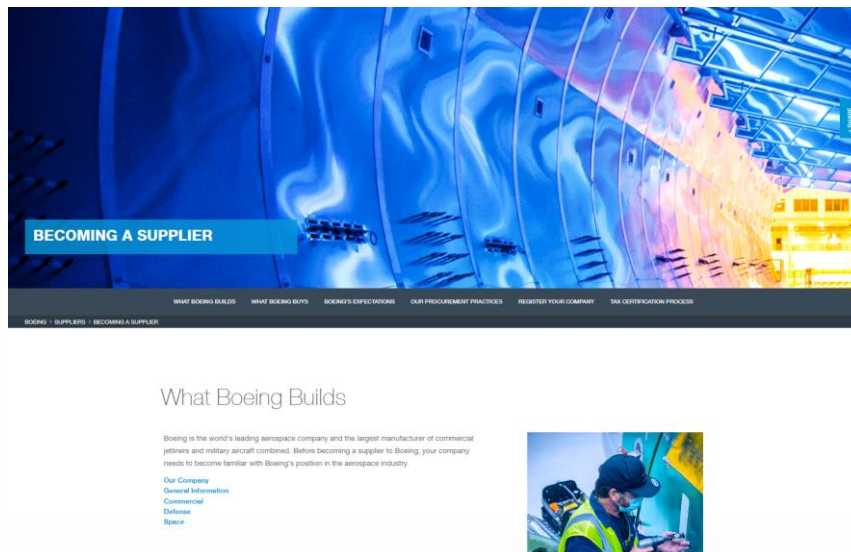 BECOMING A SUPPLIER
WHAT BOEING BUILDS WHAT BOEING BUYS BOEING'S EXPECTATIONS OUR PROCUREMENT PRACTICES REGISTER YOUR COMPANY TAX CERTIFICATION PROCESS
BOEING > SUPPLIERS > BECOMING A SUPPLIER
What Boeing Builds
Boeing is the world's leading aerospace company and the largest manufacturer of commercial
jetliners and military aircraft combined. Before becoming a supplier to Boeing, your company
needs to become familiar with Boeing's position in the aerospace industry.
Our Company
General Information
Commercial
Defense
Space